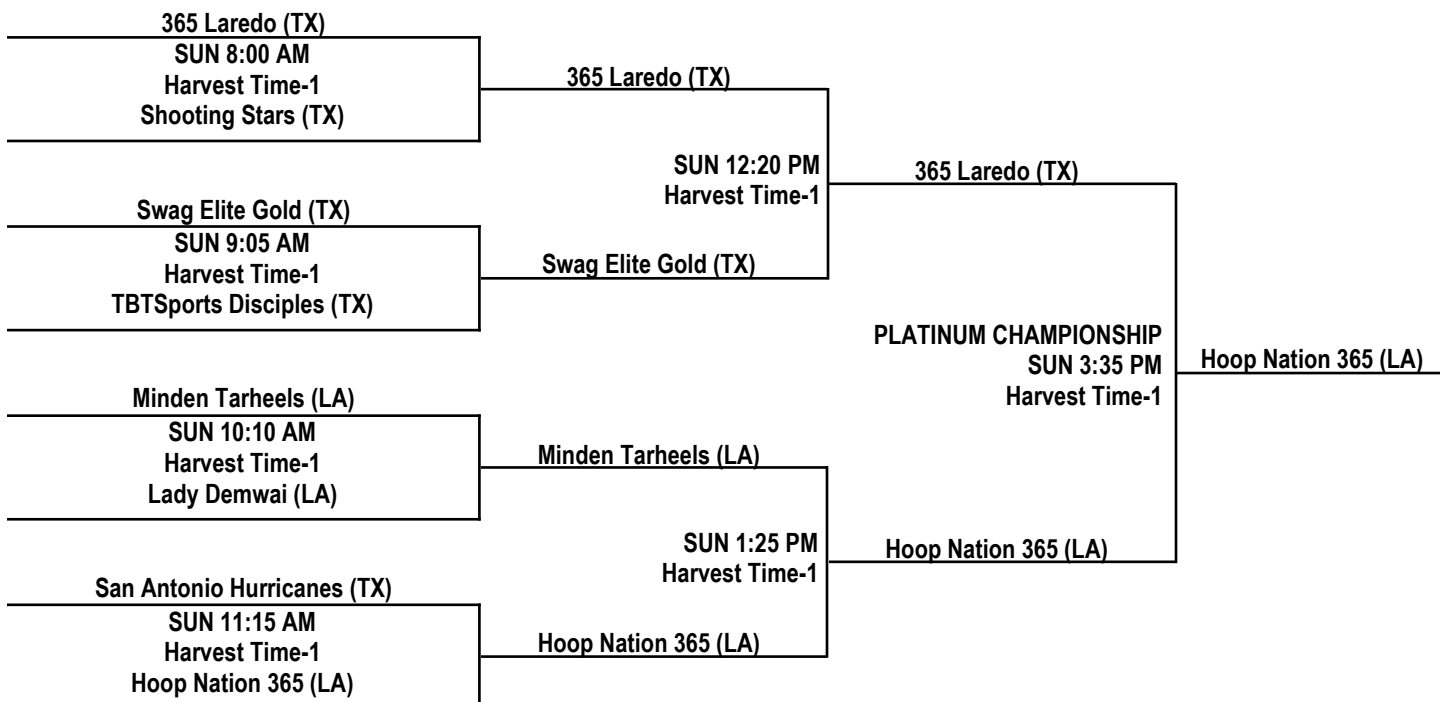 365 Laredo (TX)
SUN 8:00 AM
Harvest Time-1
Shooting Stars (TX)
365 Laredo (TX)
SUN 12:20 PM
Harvest Time-1
365 Laredo (TX)
Swag Elite Gold (TX)
SUN 9:05 AM
Harvest Time-1
TBTSports Disciples (TX)
Swag Elite Gold (TX)
PLATINUM CHAMPIONSHIP
SUN 3:35 PM
Harvest Time-1
Hoop Nation 365 (LA)
Minden Tarheels (LA)
SUN 10:10 AM
Harvest Time-1
Lady Demwai (LA)
Minden Tarheels (LA)
SUN 1:25 PM
Harvest Time-1
Hoop Nation 365 (LA)
San Antonio Hurricanes (TX)
SUN 11:15 AM
Harvest Time-1
Hoop Nation 365 (LA)
Hoop Nation 365 (LA)